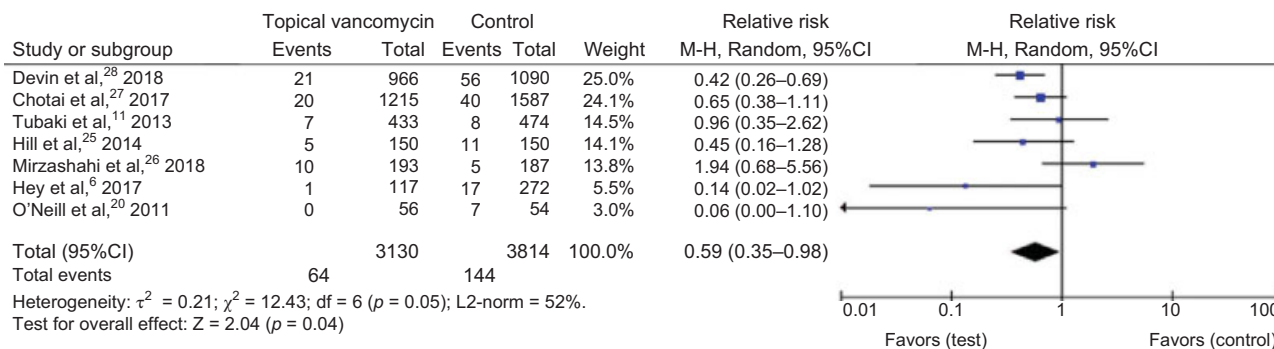 Topical vancomycin Control Relative risk Relative risk
Study or subgroup Events Total Events Total Weight M-H, Random, 95%CI M-H, Random, 95%CI
Devin et al,²⁸ 2018 21 966 56 1090 25.0% 0.42 (0.26–0.69)
Chotai et al,²⁷ 2017 20 1215 40 1587 24.1% 0.65 (0.38–1.11)
Tubaki et al,¹¹ 2013 7 433 8 474 14.5% 0.96 (0.35–2.62)
Hill et al,²⁵ 2014 5 150 11 150 14.1% 0.45 (0.16–1.28)
Mirzashahi et al,²⁶ 2018 10 193 5 187 13.8% 1.94 (0.68–5.56)
Hey et al,⁶ 2017 1 117 17 272 5.5% 0.14 (0.02–1.02)
O'Neill et al,²⁰ 2011 0 56 7 54 3.0% 0.06 (0.00–1.10)
Total (95%CI) 3130 3814 100.0% 0.59 (0.35–0.98)
Total events 64 144
Heterogeneity: τ² = 0.21; χ² = 12.43; df = 6 (p = 0.05); L2-norm = 52%.
Test for overall effect: Z = 2.04 (p = 0.04)
0.01 0.1 1 10 100
Favors (test) Favors (control)